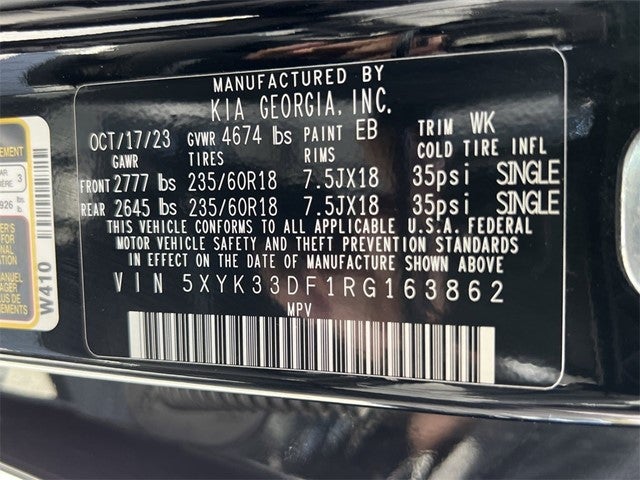 MANUFACTURED BY
KIA GEORGIA, INC.
OCT/17/23 GVWR 4674 lbs PAINT EB TRIM WK
GAWR TIRES RIMS COLD TIRE INFL
FRONT 2777 lbs 235/60R18 7.5JX18 35psi SINGLE
REAR 2645 lbs 235/60R18 7.5JX18 35psi SINGLE
THIS VEHICLE CONFORMS TO ALL APPLICABLE U.S.A. FEDERAL
MOTOR VEHICLE SAFETY AND THEFT PREVENTION STANDARDS
IN EFFECT ON THE DATE OF MANUFACTURE SHOWN ABOVE
VIN 5XYK33DF1RG163862
MPV
W410
3